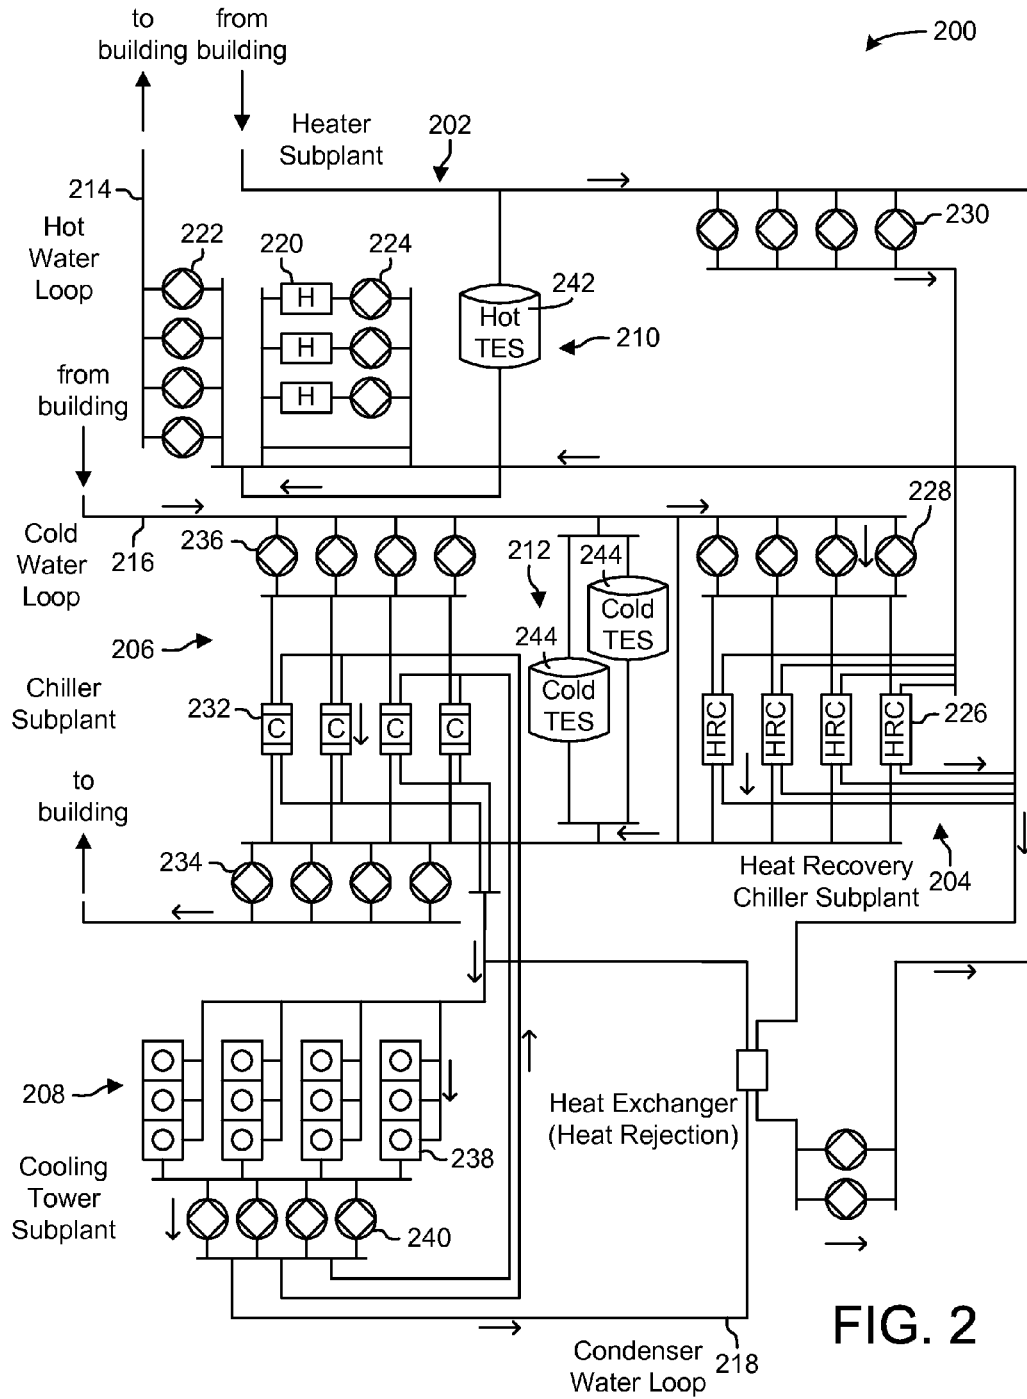 to
building
from
building
200
Heater
Subplant
202
214
Hot
Water
Loop
222
220
224
230
H
H
H
242
Hot
TES
210
from
building
Cold
Water
Loop
216
236
212
244
Cold
TES
244
Cold
TES
228
206
Chiller
Subplant
232
C
C
C
C
HRC
HRC
HRC
HRC
226
to
building
234
Heat Recovery
Chiller Subplant
204
208
Cooling
Tower
Subplant
238
240
Heat Exchanger
(Heat Rejection)
Condenser
Water Loop
218
FIG. 2